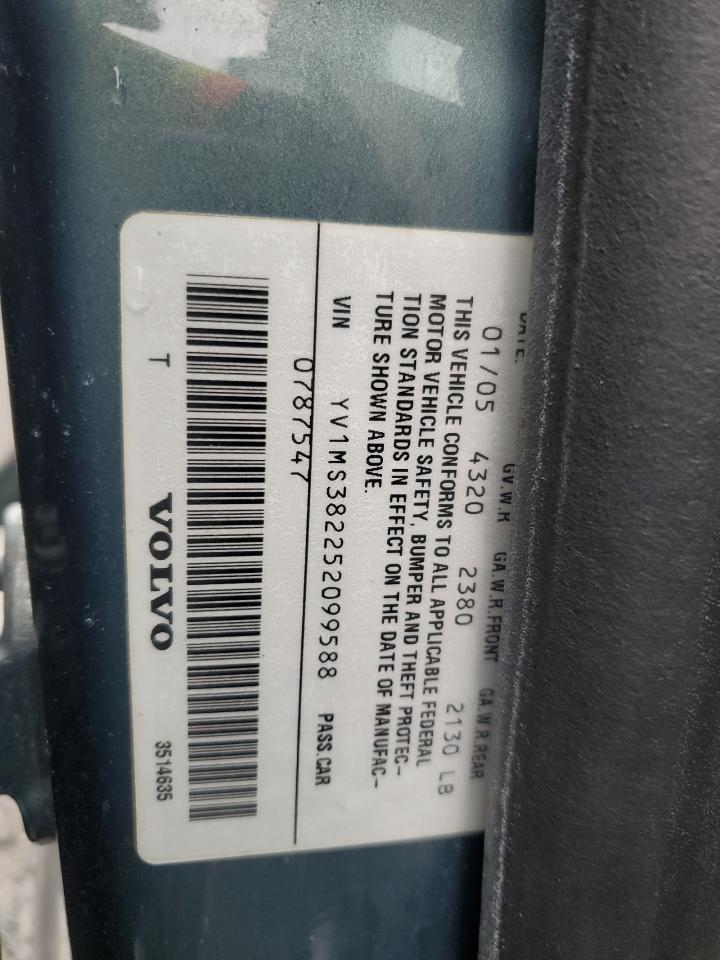 DATE: GV.W.R GA.W.R.FRONT GA.W.R.REAR
01/05 4320 2380 2130 LB
THIS VEHICLE CONFORMS TO ALL APPLICABLE FEDERAL
MOTOR VEHICLE SAFETY, BUMPER AND THEFT PROTEC-
TION STANDARDS IN EFFECT ON THE DATE OF MANUFAC-
TURE SHOWN ABOVE.
VIN YV1MS382252099588 PASS.CAR
0787547
T VOLVO 3514635